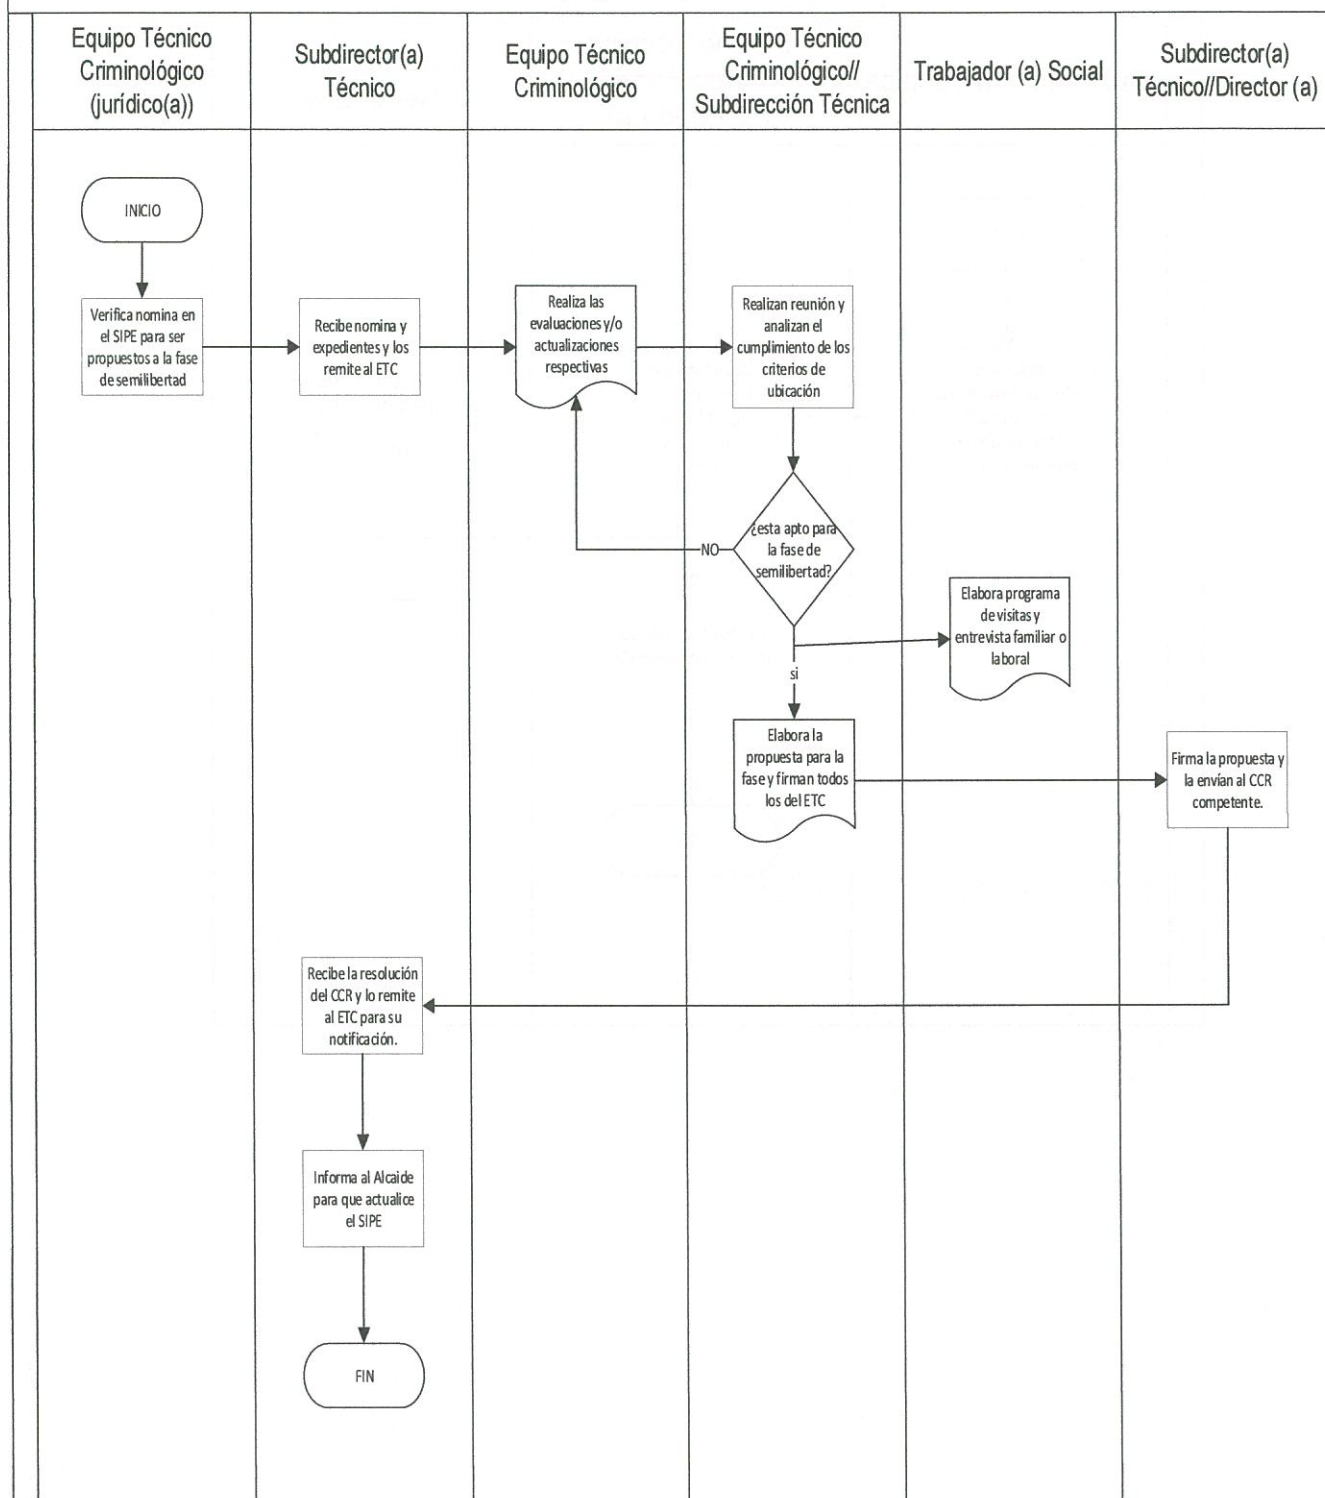 Equipo Técnico
Criminológico
(jurídico(a))
Subdirector(a)
Técnico
Equipo Técnico
Criminológico
Equipo Técnico
Criminológico//
Subdirección Técnica
Trabajador (a) Social
Subdirector(a)
Técnico//Director (a)
INICIO
Verifica nomina en
el SIPE para ser
propuestos a la fase
de semilibertad
Recibe nomina y
expedientes y los
remite al ETC
Realiza las
evaluaciones y/o
actualizaciones
respectivas
Realizan reunión y
analizan el
cumplimiento de los
criterios de
ubicación
¿esta apto para
la fase de
semilibertad?
NO
si
Elabora programa
de visitas y
entrevista familiar o
laboral
Elabora la
propuesta para la
fase y firman todos
los del ETC
Firma la propuesta y
la envían al CCR
competente.
Recibe la resolución
del CCR y lo remite
al ETC para su
notificación.
Informa al Alcaide
para que actualice
el SIPE
FIN